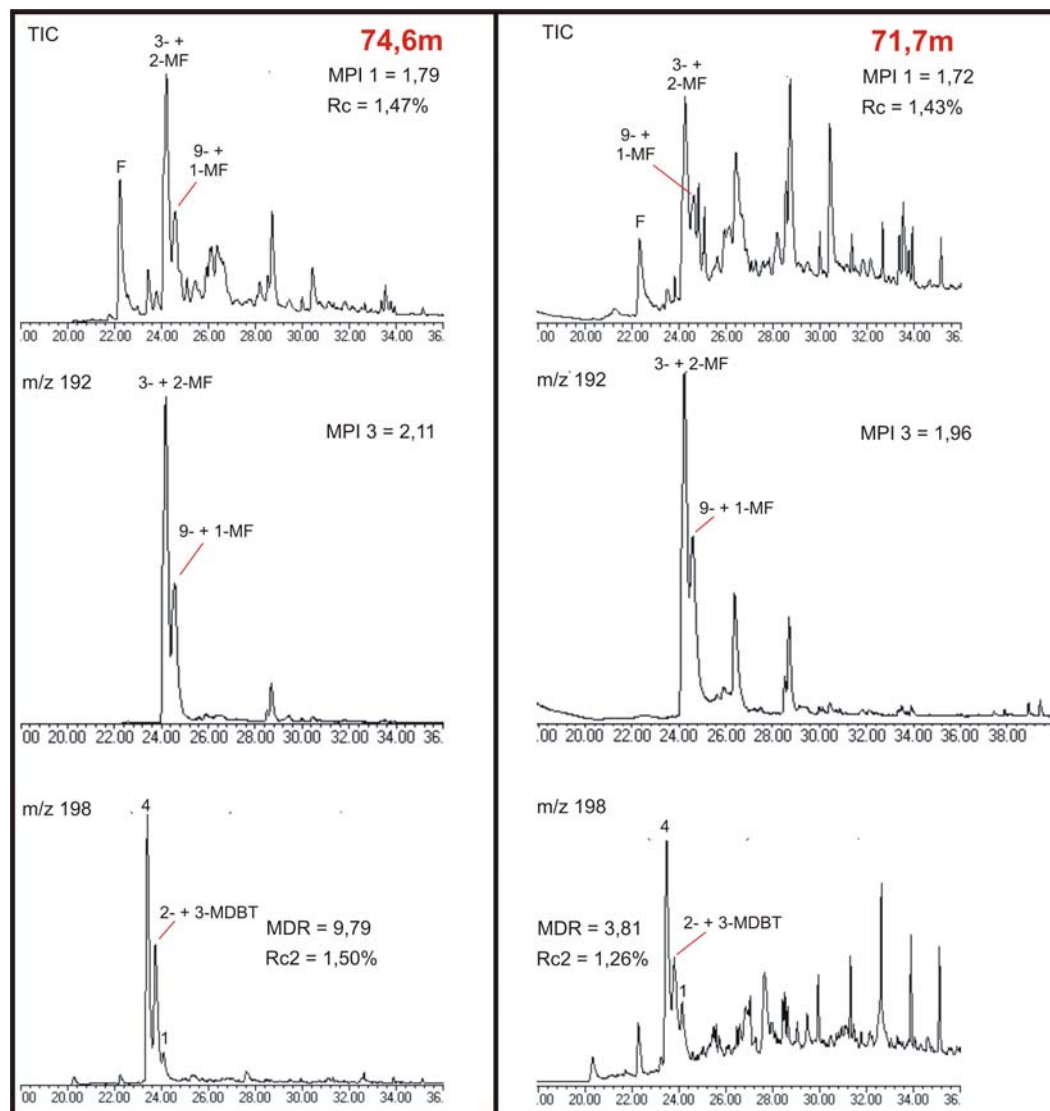 TIC
74,6m
3- +
2-MF
MPI 1 = 1,79
Rc = 1,47%
9- +
1-MF
F
.00 20.00 22.00 24.00 26.00 28.00 30.00 32.00 34.00 36.
m/z 192
3- + 2-MF
MPI 3 = 2,11
9- + 1-MF
.00 20.00 22.00 24.00 26.00 28.00 30.00 32.00 34.00 36.
m/z 198
4
2- + 3-MDBT
MDR = 9,79
Rc2 = 1,50%
1
.00 20.00 22.00 24.00 26.00 28.00 30.00 32.00 34.00 36.
TIC
71,7m
3- +
2-MF
MPI 1 = 1,72
Rc = 1,43%
9- +
1-MF
F
.00 20.00 22.00 24.00 26.00 28.00 30.00 32.00 34.00 36.
m/z 192
3- + 2-MF
MPI 3 = 1,96
9- + 1-MF
.00 20.00 22.00 24.00 26.00 28.00 30.00 32.00 34.00 36.00 38.00
m/z 198
4
2- + 3-MDBT
MDR = 3,81
Rc2 = 1,26%
1
.00 20.00 22.00 24.00 26.00 28.00 30.00 32.00 34.00 36.